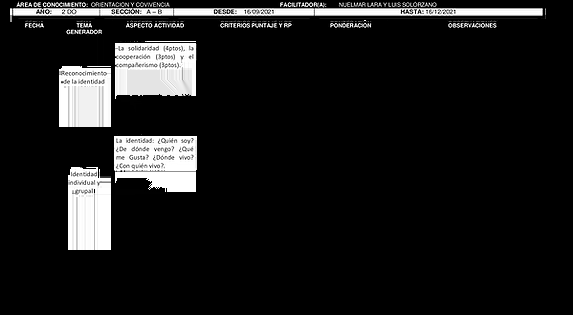 ÁREA DE CONOCIMIENTO: ORIENTACION Y COVIVENCIA FACILITADOR(A): NUELMAR LARA Y LUIS SOLORZANO
AÑO: 2 DO SECCIÓN: A – B DESDE: 16/09/2021 HASTA: 16/12/2021
FECHA TEMA GENERADOR ASPECTO ACTIVIDAD CRITERIOS PUNTAJE Y RP PONDERACIÓN OBSERVACIONES
Reconocimiento
de la identidad
La solidaridad (4ptos), la
cooperación (3ptos) y el
compañerismo (3ptos).
Identidad
individual y
grupal
La identidad: ¿Quién soy?
¿De dónde vengo? ¿Qué
me Gusta? ¿Dónde vivo?
¿Con quién vivo?.